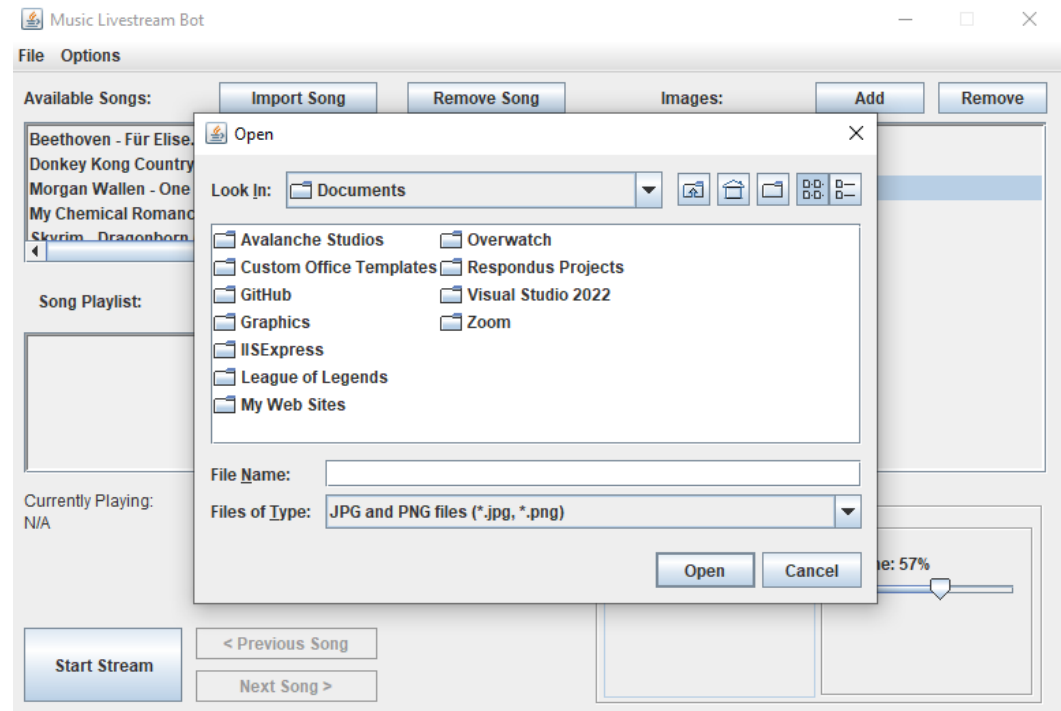 Music Livestream Bot
File Options
Available Songs: Import Song Remove Song Images: Add Remove
Beethoven - Für Elise.
Donkey Kong Country
Morgan Wallen - One
My Chemical Romanc
Skyrim Dragonborn
Song Playlist:
Currently Playing:
N/A
Start Stream
< Previous Song
Next Song >
Open
Look In: Documents
Avalanche Studios Overwatch
Custom Office Templates Respondus Projects
GitHub Visual Studio 2022
Graphics Zoom
IISExpress
League of Legends
My Web Sites
File Name:
Files of Type: JPG and PNG files (*.jpg, *.png)
Open Cancel
ne: 57%